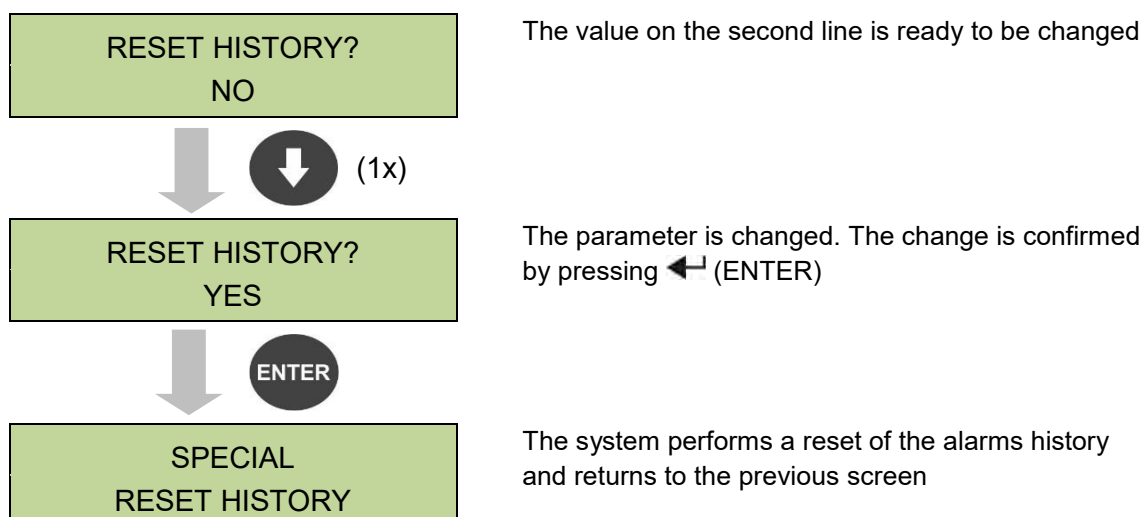 RESET HISTORY?
NO
The value on the second line is ready to be changed
(1x)
RESET HISTORY?
YES
The parameter is changed. The change is confirmed
by pressing (ENTER)
ENTER
SPECIAL
RESET HISTORY
The system performs a reset of the alarms history
and returns to the previous screen